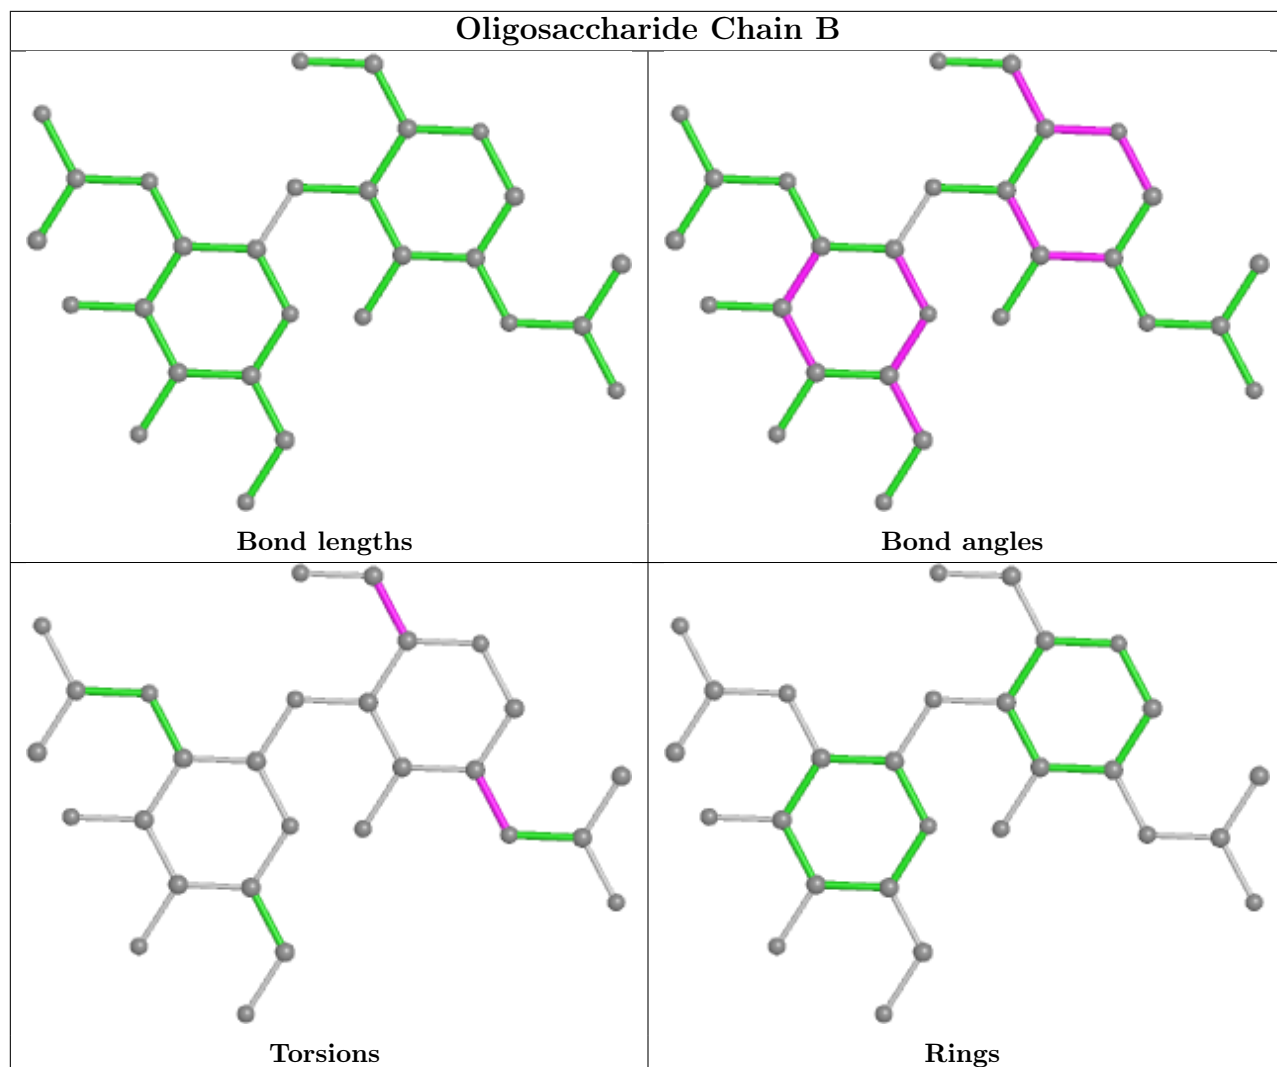 Oligosaccharide Chain B
Bond lengths
Bond angles
Torsions
Rings